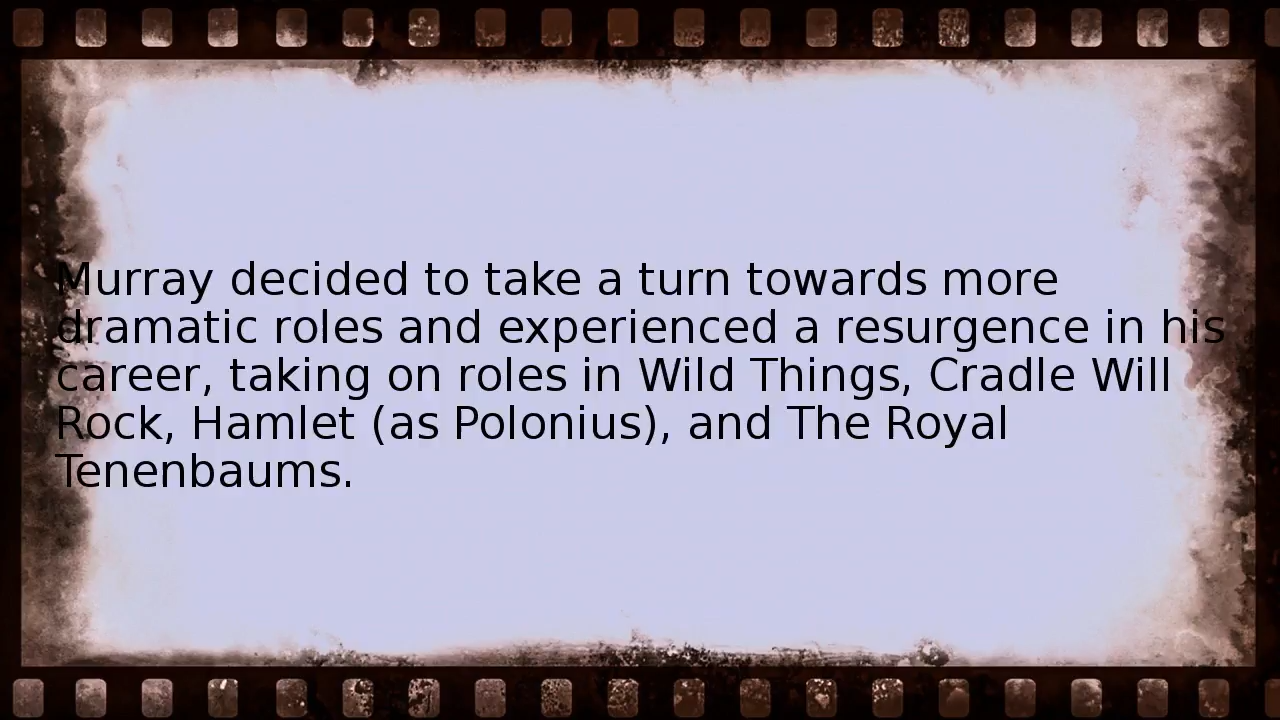 Murray decided to take a turn towards more
dramatic roles and experienced a resurgence in his
career, taking on roles in Wild Things, Cradle Will
Rock, Hamlet (as Polonius), and The Royal
Tenenbaums.